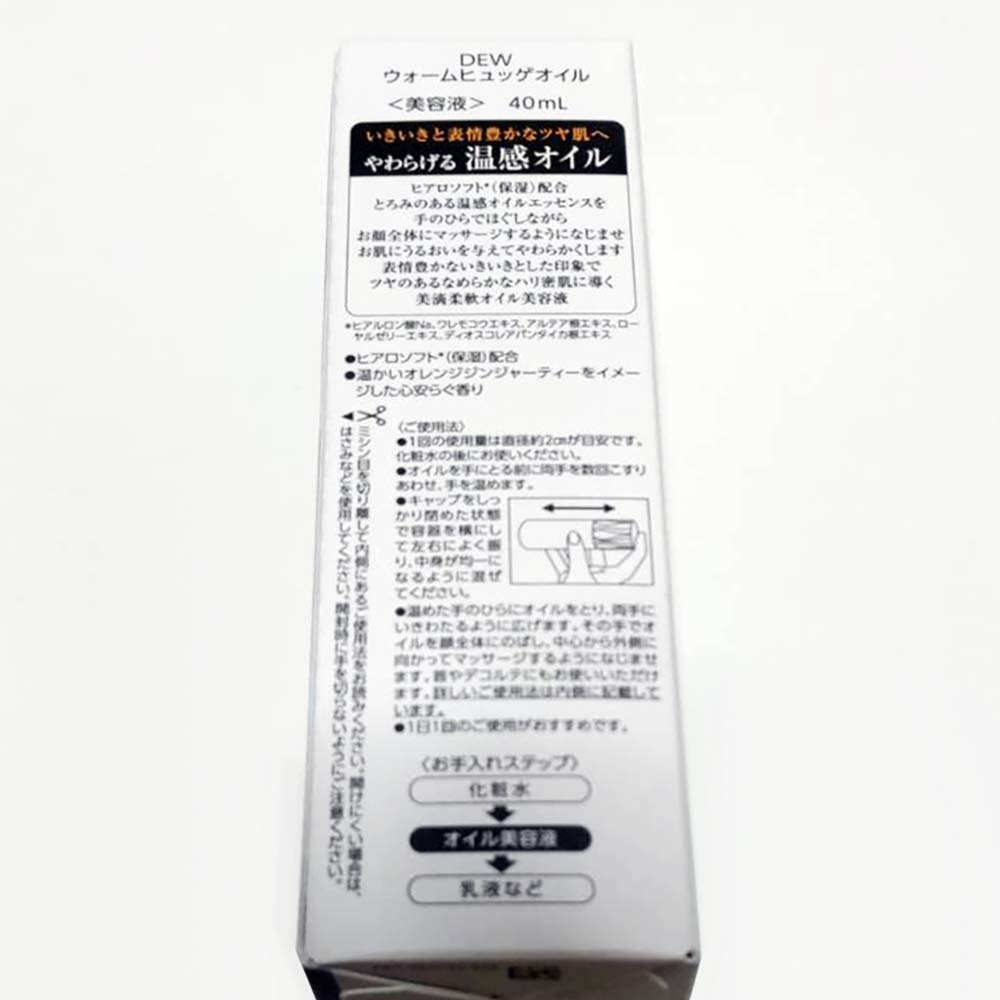 DEW
ウォームヒュッゲオイル
＜美容液＞ 40mL
いきいきと表情豊かなツヤ肌へ
やわらげる 温感オイル
ヒアロソフト*（保湿）配合
とろみのある温感オイルエッセンスを
手のひらでほぐしながら
お顔全体にマッサージするようになじませ
お肌にうるおいを与えてやわらかくします
表情豊かないきいきとした印象で
ツヤのあるなめらかなハリ密肌に導く
美滴柔軟オイル美容液
*ヒアルロン酸Na、ワレモコウエキス、アルテア根エキス、ロー
ヤルゼリーエキス、ディオスコレアバンタイカ根エキス
●ヒアロソフト*（保湿）配合
●温かいオレンジジンジャーティーをイメー
ジした心安らぐ香り
〈ご使用法〉
●1回の使用量は直径約2cmが目安です。
化粧水の後にお使いください。
●オイルを手にとる前に両手を数回こすり
あわせ、手を温めます。
●キャップをしっ
かり閉めた状態
で容器を横にし
て左右によく振
り、中身が均一に
なるように混ぜ
てください。
●温めた手のひらにオイルをとり、両手に
いきわたるように広げます。その手でオ
イルを顔全体にのばし、中心から外側に
向かってマッサージするようになじませ
ます。首やデコルテにもお使いいただけ
ます。詳しいご使用法は内側に記載して
います。
●1日1回のご使用がおすすめです。
〈お手入れステップ〉
化粧水
オイル美容液
乳液など
ミシン目を切り離して内側にあるご使用法をお読みください。開けにくい場合は、
はさみなどを使用してください。開封時に手を切らないようにご注意ください。